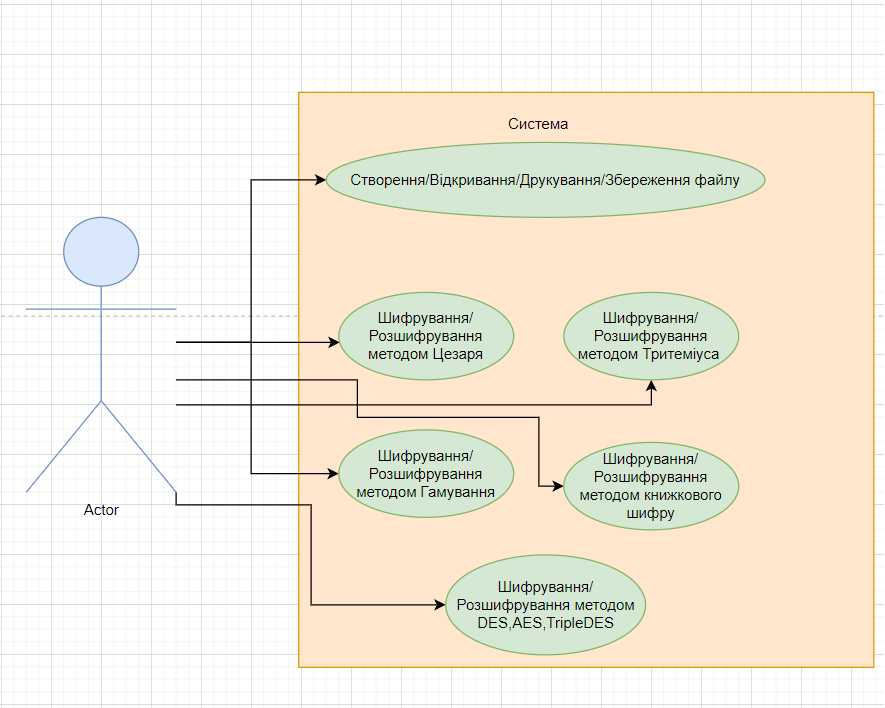 Система
Створення/Відкривання/Друкування/Збереження файлу
Шифрування/
Розшифрування
методом Цезаря
Шифрування/
Розшифрування
методом Тритеміуса
Шифрування/
Розшифрування
методом Гамування
Шифрування/
Розшифрування
методом книжкового
шифру
Actor
Шифрування/
Розшифрування методом
DES,AES,TripleDES